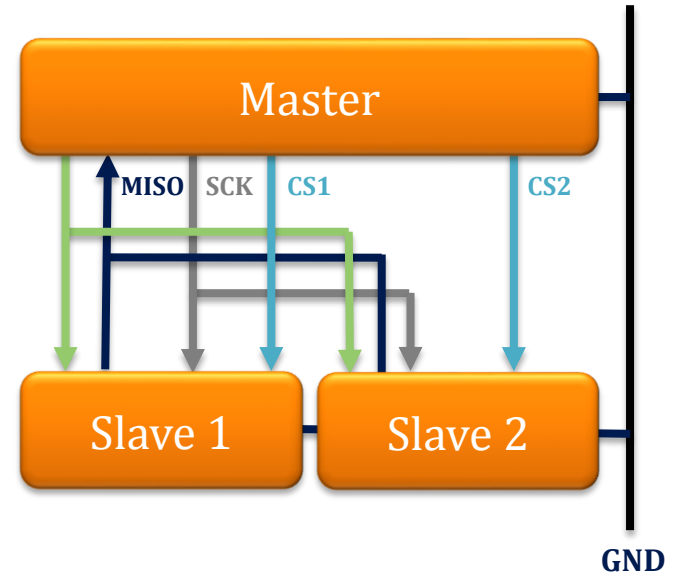 Master
MISO
SCK
CS1
CS2
Slave 1
Slave 2
GND